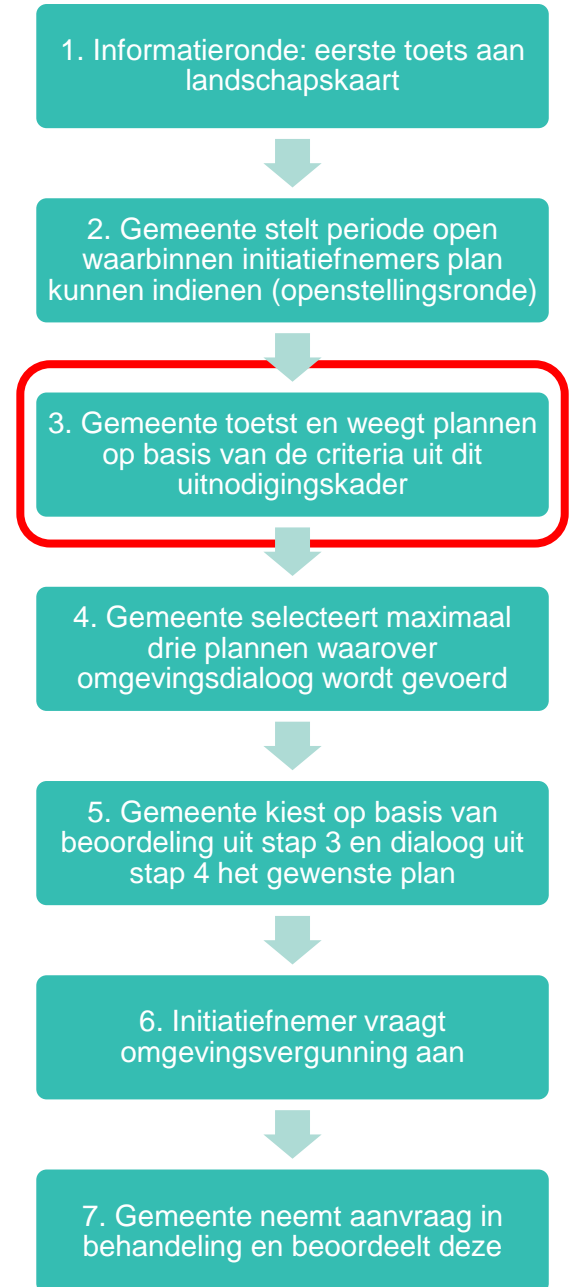 1. Informatieronde: eerste toets aan
landschapskaart
2. Gemeente stelt periode open
waarbinnen initiatiefnemers plan
kunnen indienen (openstellingsronde)
3. Gemeente toetst en weegt plannen
op basis van de criteria uit dit
uitnodigingskader
4. Gemeente selecteert maximaal
drie plannen waarover
omgevingsdialoog wordt gevoerd
5. Gemeente kiest op basis van
beoordeling uit stap 3 en dialoog uit
stap 4 het gewenste plan
6. Initiatiefnemer vraagt
omgevingsvergunning aan
7. Gemeente neemt aanvraag in
behandeling en beoordeelt deze